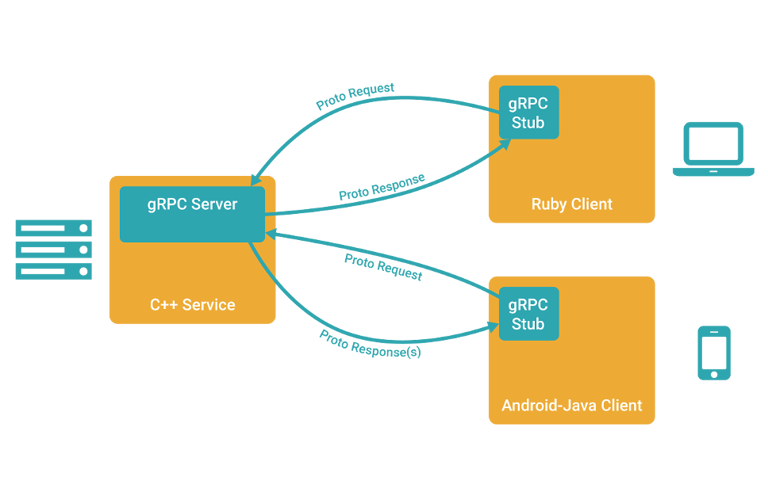 Proto Request
gRPC
Stub
Ruby Client
Proto Response
gRPC Server
C++ Service
Proto Request
gRPC
Stub
Android-Java Client
Proto Response(s)